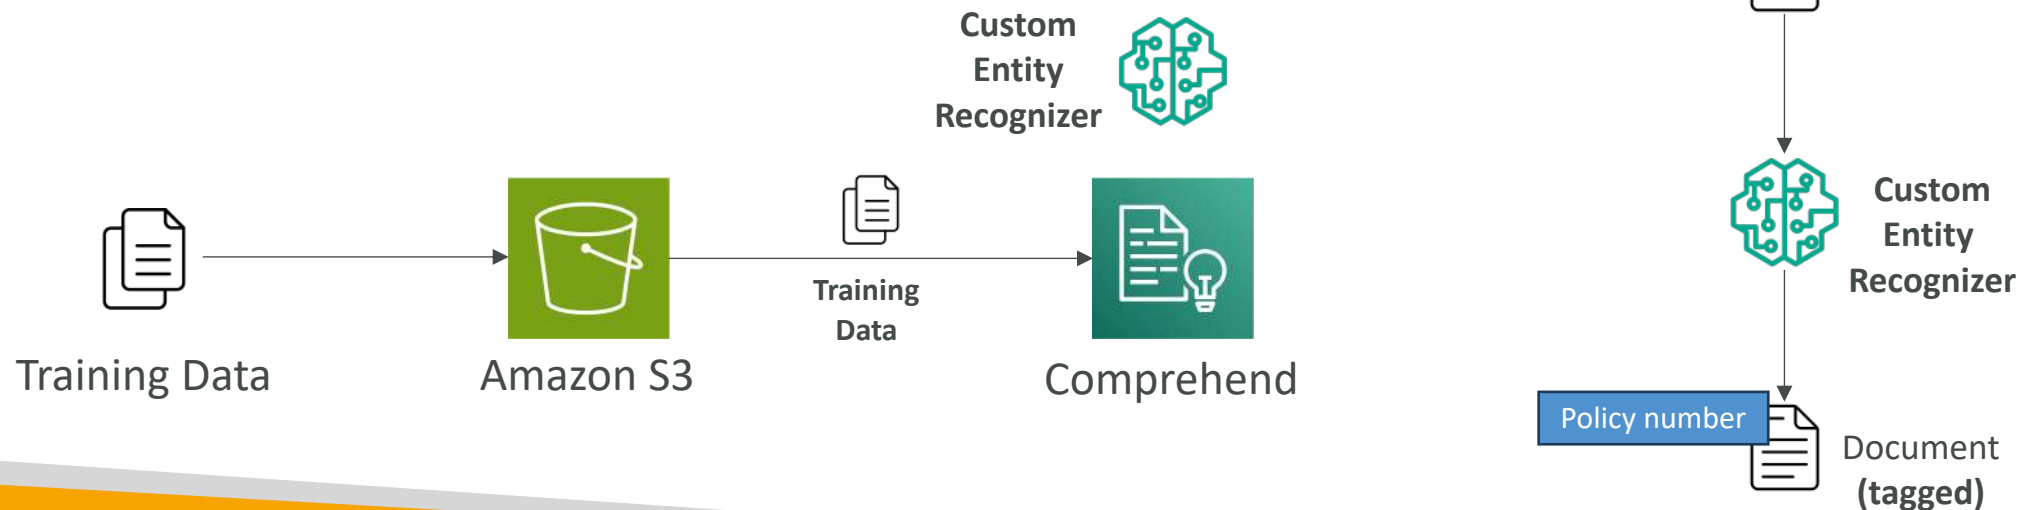 Custom
Entity
Recognizer
Training
Data
Training Data
Amazon S3
Comprehend
Custom
Entity
Recognizer
Policy number
Document
(tagged)